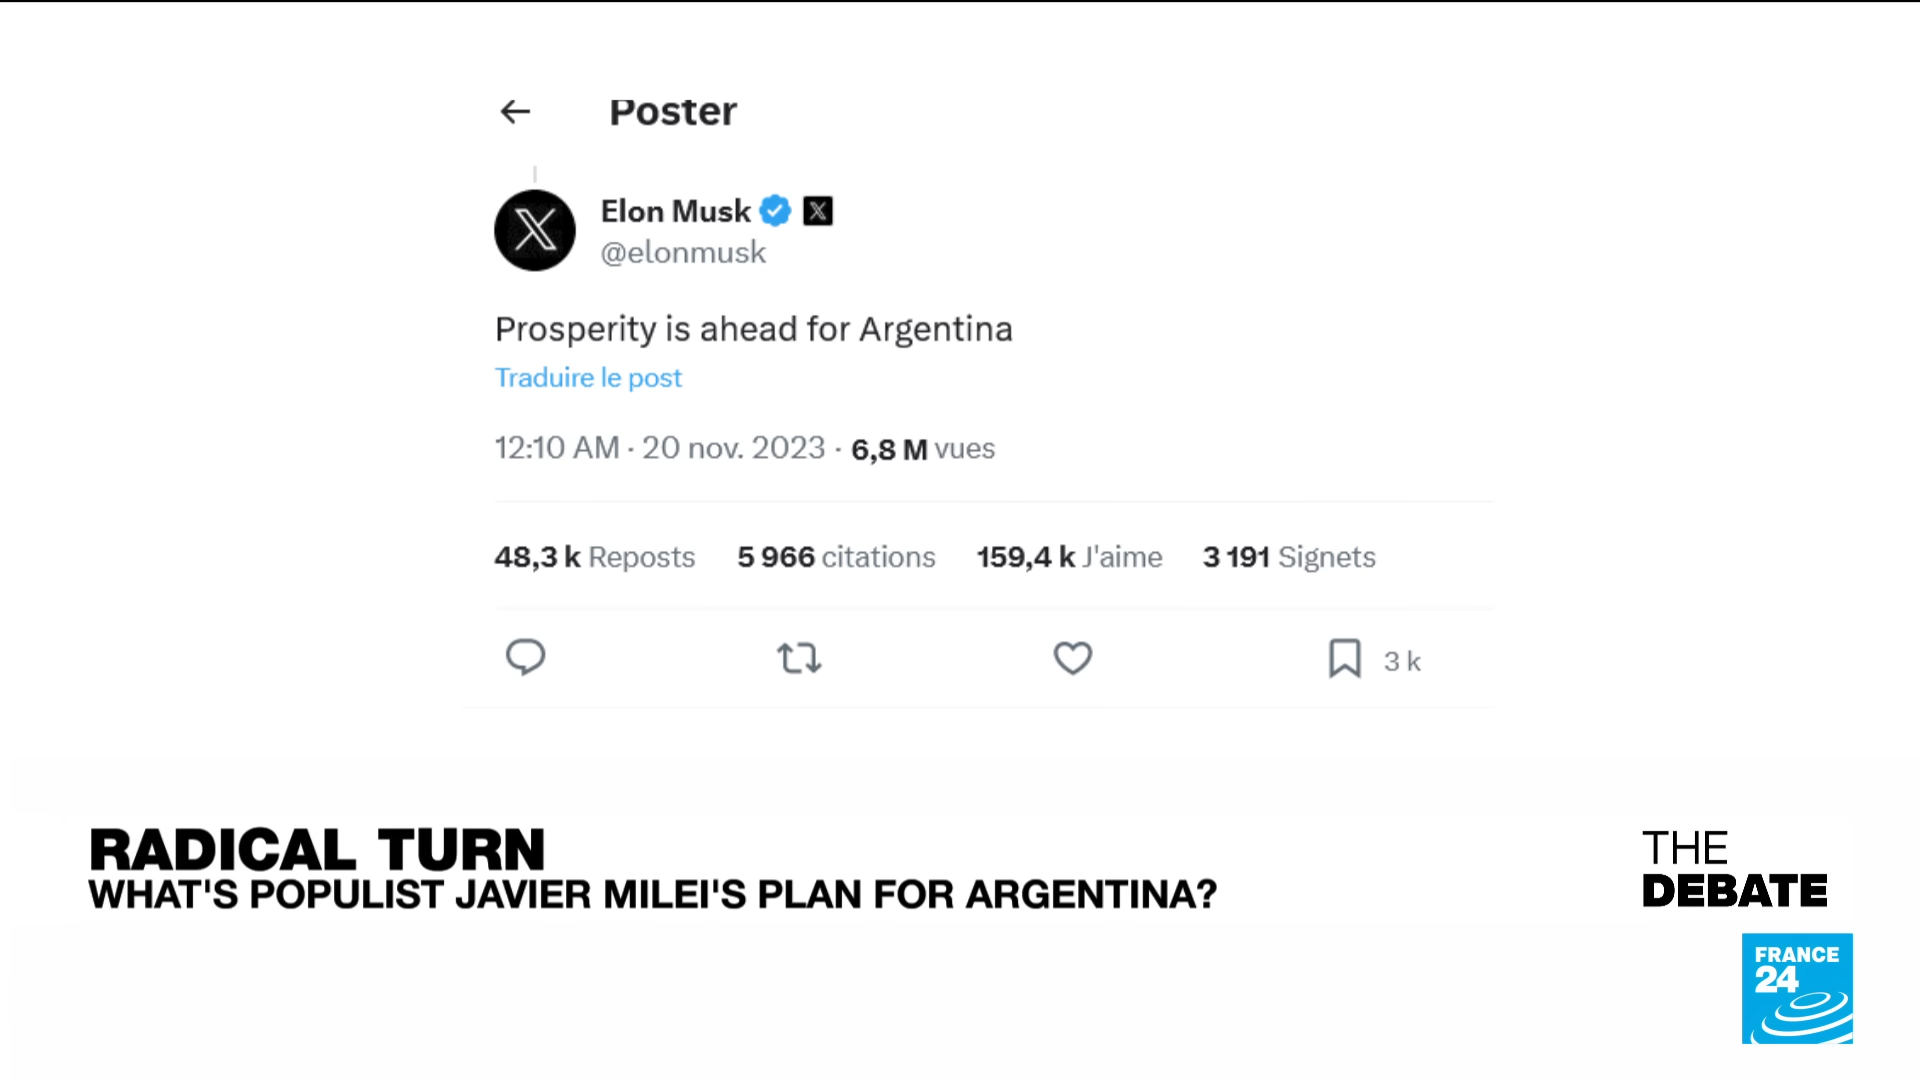 Poster
Elon Musk
@elonmusk
Prosperity is ahead for Argentina
Traduire le post
12:10 AM · 20 nov. 2023 · 6,8 M vues
48,3 k Reposts 5 966 citations 159,4 k J'aime 3 191 Signets
3 k
RADICAL TURN
WHAT'S POPULIST JAVIER MILEI'S PLAN FOR ARGENTINA?
THE
DEBATE
FRANCE
24